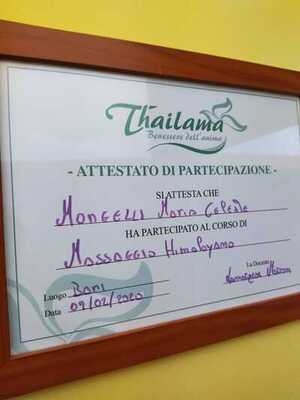 Thailama
Benessere dell'anima
- ATTESTATO DI PARTECIPAZIONE -
SI ATTESTA CHE
MONGELLI MARIA CELESTE
HA PARTECIPATO AL CORSO DI
MASSAGGIO HIMALAYANO
Luogo BARI
Data 09/02/2020
La Docente